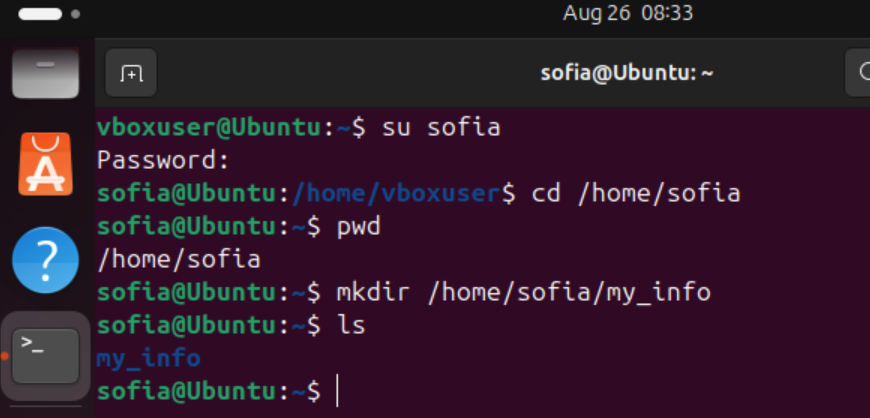 Aug 26 08:33
sofia@Ubuntu: ~
vboxuser@Ubuntu:~$ su sofia
Password:
sofia@Ubuntu:/home/vboxuser$ cd /home/sofia
sofia@Ubuntu:~$ pwd
/home/sofia
sofia@Ubuntu:~$ mkdir /home/sofia/my_info
sofia@Ubuntu:~$ ls
my_info
sofia@Ubuntu:~$